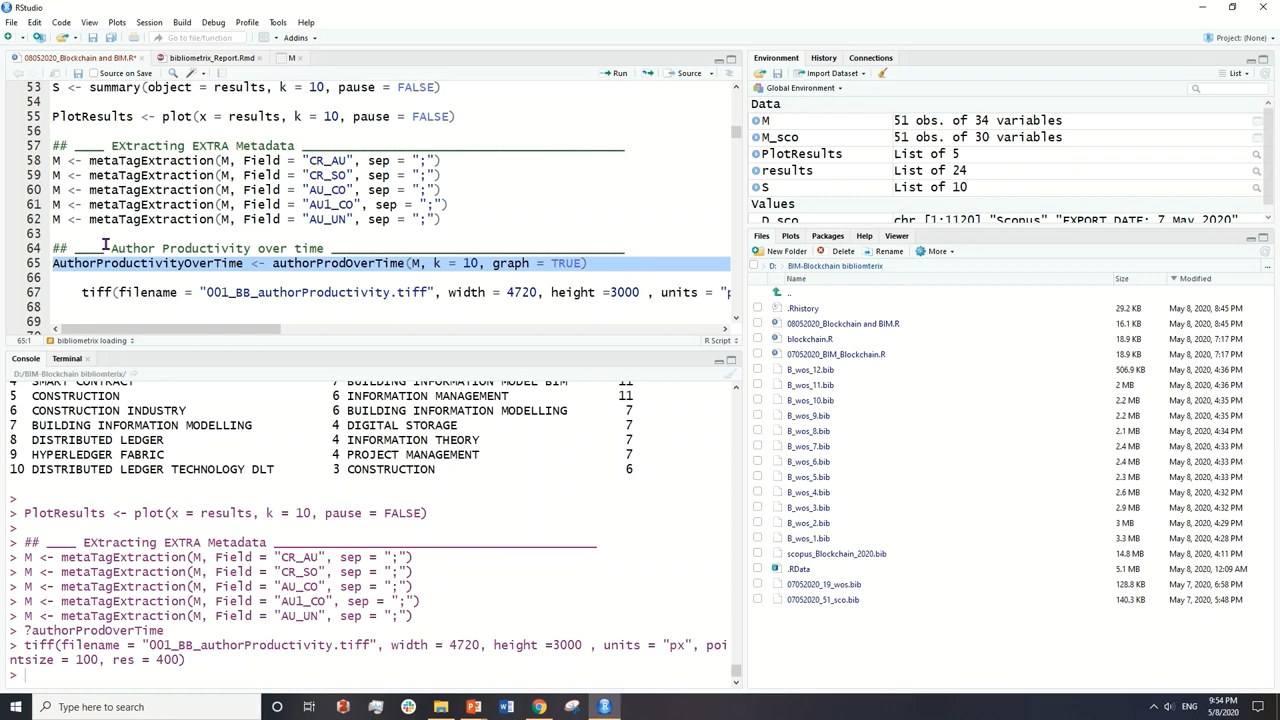 RStudio
File Edit Code View Plots Session Build Debug Profile Tools Help
Go to file/function Addins Project: (None)
08052020_Blockchain and BIM.R* bibliometrix_Report.Rmd M
Source on Save Run Source
53 S <- summary(object = results, k = 10, pause = FALSE)
54
55 PlotResults <- plot(x = results, k = 10, pause = FALSE)
56
57 ## ____ EXtracting EXTRA Metadata ____________________________________________
58 M <- metaTagExtraction(M, Field = "CR_AU", sep = ";")
59 M <- metaTagExtraction(M, Field = "CR_SO", sep = ";")
60 M <- metaTagExtraction(M, Field = "AU_CO", sep = ";")
61 M <- metaTagExtraction(M, Field = "AU1_CO", sep = ";")
62 M <- metaTagExtraction(M, Field = "AU_UN", sep = ";")
63
64 ## _____Author Productivity over time ________________________________________
65 AuthorProductivityOverTime <- authorProdOverTime(M, k = 10, graph = TRUE)
66
67 tiff(filename = "001_BB_authorProductivity.tiff", width = 4720, height =3000 , units = "p
68
69
65:1 bibliometrix loading R Script
Console Terminal
D:/BIM-Blockchain bibliomterix/
4 SMART CONTRACT 7 BUILDING INFORMATION MODEL BIM 11
5 CONSTRUCTION 6 INFORMATION MANAGEMENT 11
6 CONSTRUCTION INDUSTRY 6 BUILDING INFORMATION MODELLING 7
7 BUILDING INFORMATION MODELLING 4 DIGITAL STORAGE 7
8 DISTRIBUTED LEDGER 4 INFORMATION THEORY 7
9 HYPERLEDGER FABRIC 4 PROJECT MANAGEMENT 7
10 DISTRIBUTED LEDGER TECHNOLOGY DLT 3 CONSTRUCTION 6
>
> PlotResults <- plot(x = results, k = 10, pause = FALSE)
>
> ## ____ EXtracting EXTRA Metadata ____________________________________________
> M <- metaTagExtraction(M, Field = "CR_AU", sep = ";")
> M <- metaTagExtraction(M, Field = "CR_SO", sep = ";")
> M <- metaTagExtraction(M, Field = "AU_CO", sep = ";")
> M <- metaTagExtraction(M, Field = "AU1_CO", sep = ";")
> M <- metaTagExtraction(M, Field = "AU_UN", sep = ";")
> ?authorProdOverTime
> tiff(filename = "001_BB_authorProductivity.tiff", width = 4720, height =3000 , units = "px", poi
ntsize = 100, res = 400)
>
Environment History Connections
Import Dataset List
Global Environment
Data
M 51 obs. of 34 variables
M_sco 51 obs. of 30 variables
PlotResults List of 5
results List of 24
S List of 10
Values
D_sco chr [1:1120] "Scopus" "EXPORT DATE: 7 May 2020"
Files Plots Packages Help Viewer
New Folder Delete Rename More
D: BIM-Blockchain bibliomterix
Name Size Modified
..
.Rhistory 29.2 KB May 8, 2020, 8:45 PM
08052020_Blockchain and BIM.R 16.1 KB May 8, 2020, 8:45 PM
blockchain.R 18.9 KB May 8, 2020, 7:17 PM
07052020_BIM_Blockchain.R 18.9 KB May 8, 2020, 7:17 PM
B_wos_12.bib 506.9 KB May 8, 2020, 4:36 PM
B_wos_11.bib 2 MB May 8, 2020, 4:36 PM
B_wos_10.bib 2.2 MB May 8, 2020, 4:35 PM
B_wos_9.bib 2.2 MB May 8, 2020, 4:35 PM
B_wos_8.bib 2.1 MB May 8, 2020, 4:34 PM
B_wos_7.bib 2.4 MB May 8, 2020, 4:33 PM
B_wos_6.bib 2.4 MB May 8, 2020, 4:33 PM
B_wos_5.bib 2.3 MB May 8, 2020, 4:33 PM
B_wos_4.bib 2.6 MB May 8, 2020, 4:32 PM
B_wos_3.bib 2.9 MB May 8, 2020, 4:32 PM
B_wos_2.bib 3 MB May 8, 2020, 4:29 PM
B_wos_1.bib 3.3 MB May 8, 2020, 4:28 PM
scopus_Blockchain_2020.bib 14.8 MB May 8, 2020, 4:11 PM
.RData 5.1 MB May 8, 2020, 12:09 AM
07052020_19_wos.bib 128.8 KB May 7, 2020, 6:58 PM
07052020_51_sco.bib 140.3 KB May 7, 2020, 5:48 PM
Type here to search ENG 9:54 PM
5/8/2020